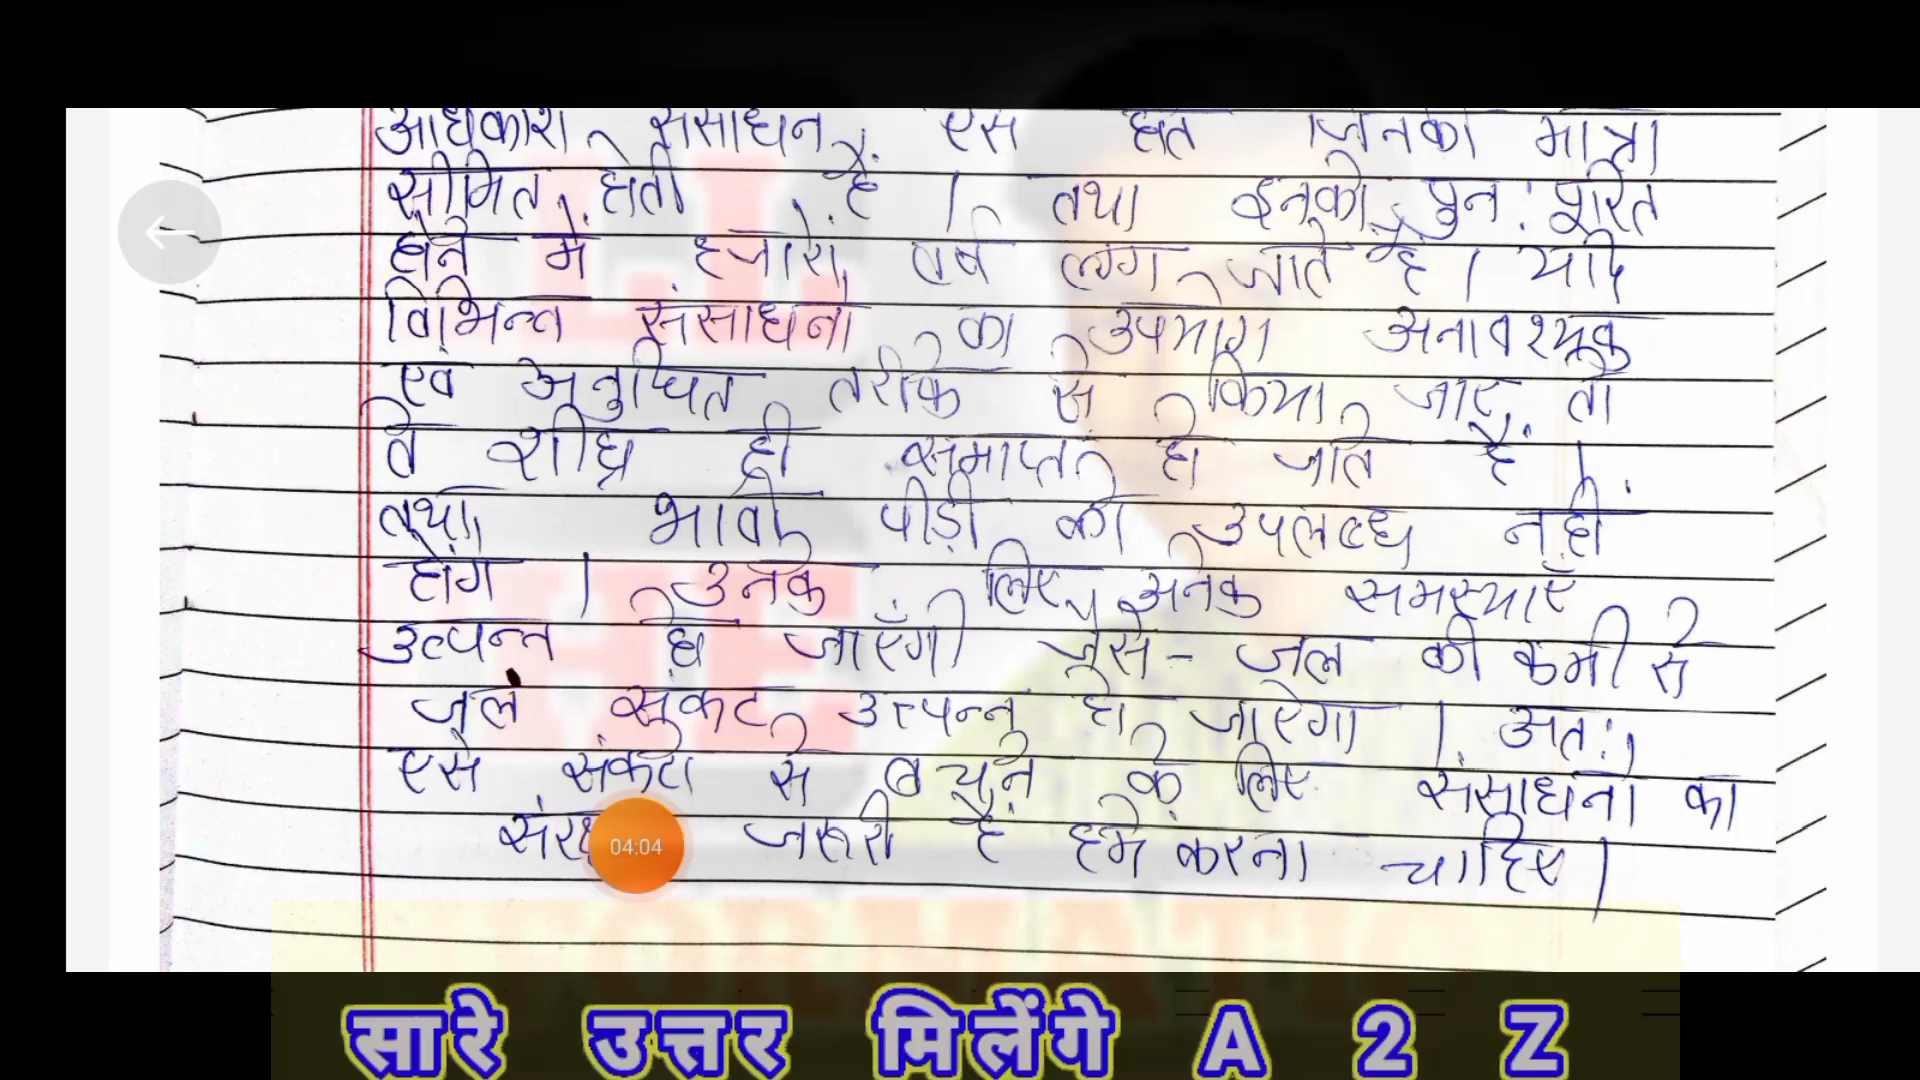 अधिकांश संसाधन ऐसे होते जिनकी मात्रा
सीमित होती है । तथा इनको पुन: पूरित
होने में हजारों वर्ष लग जाते है । यदि
विभिन्न संसाधनों का उपभोग अनावश्यक
एवं अनुचित तरीके से किया जाए तो
वे शीघ्र ही समाप्त हो जाते हैं ।
तथा भावी पीड़ी को उपलब्ध नहीं
होंगे । उनके लिए अनेक समस्याएँ
उत्पन्न हो जाएँगी जैसे - जल की कमी से
जल संकट उत्पन्न हो जाऐगा । अत:
ऐसे संकटों से बचने के लिए संसाधनों का
जरूरी है हमें करना चाहिए ।
04:04
सारे उत्तर मिलेंगे A 2 Z